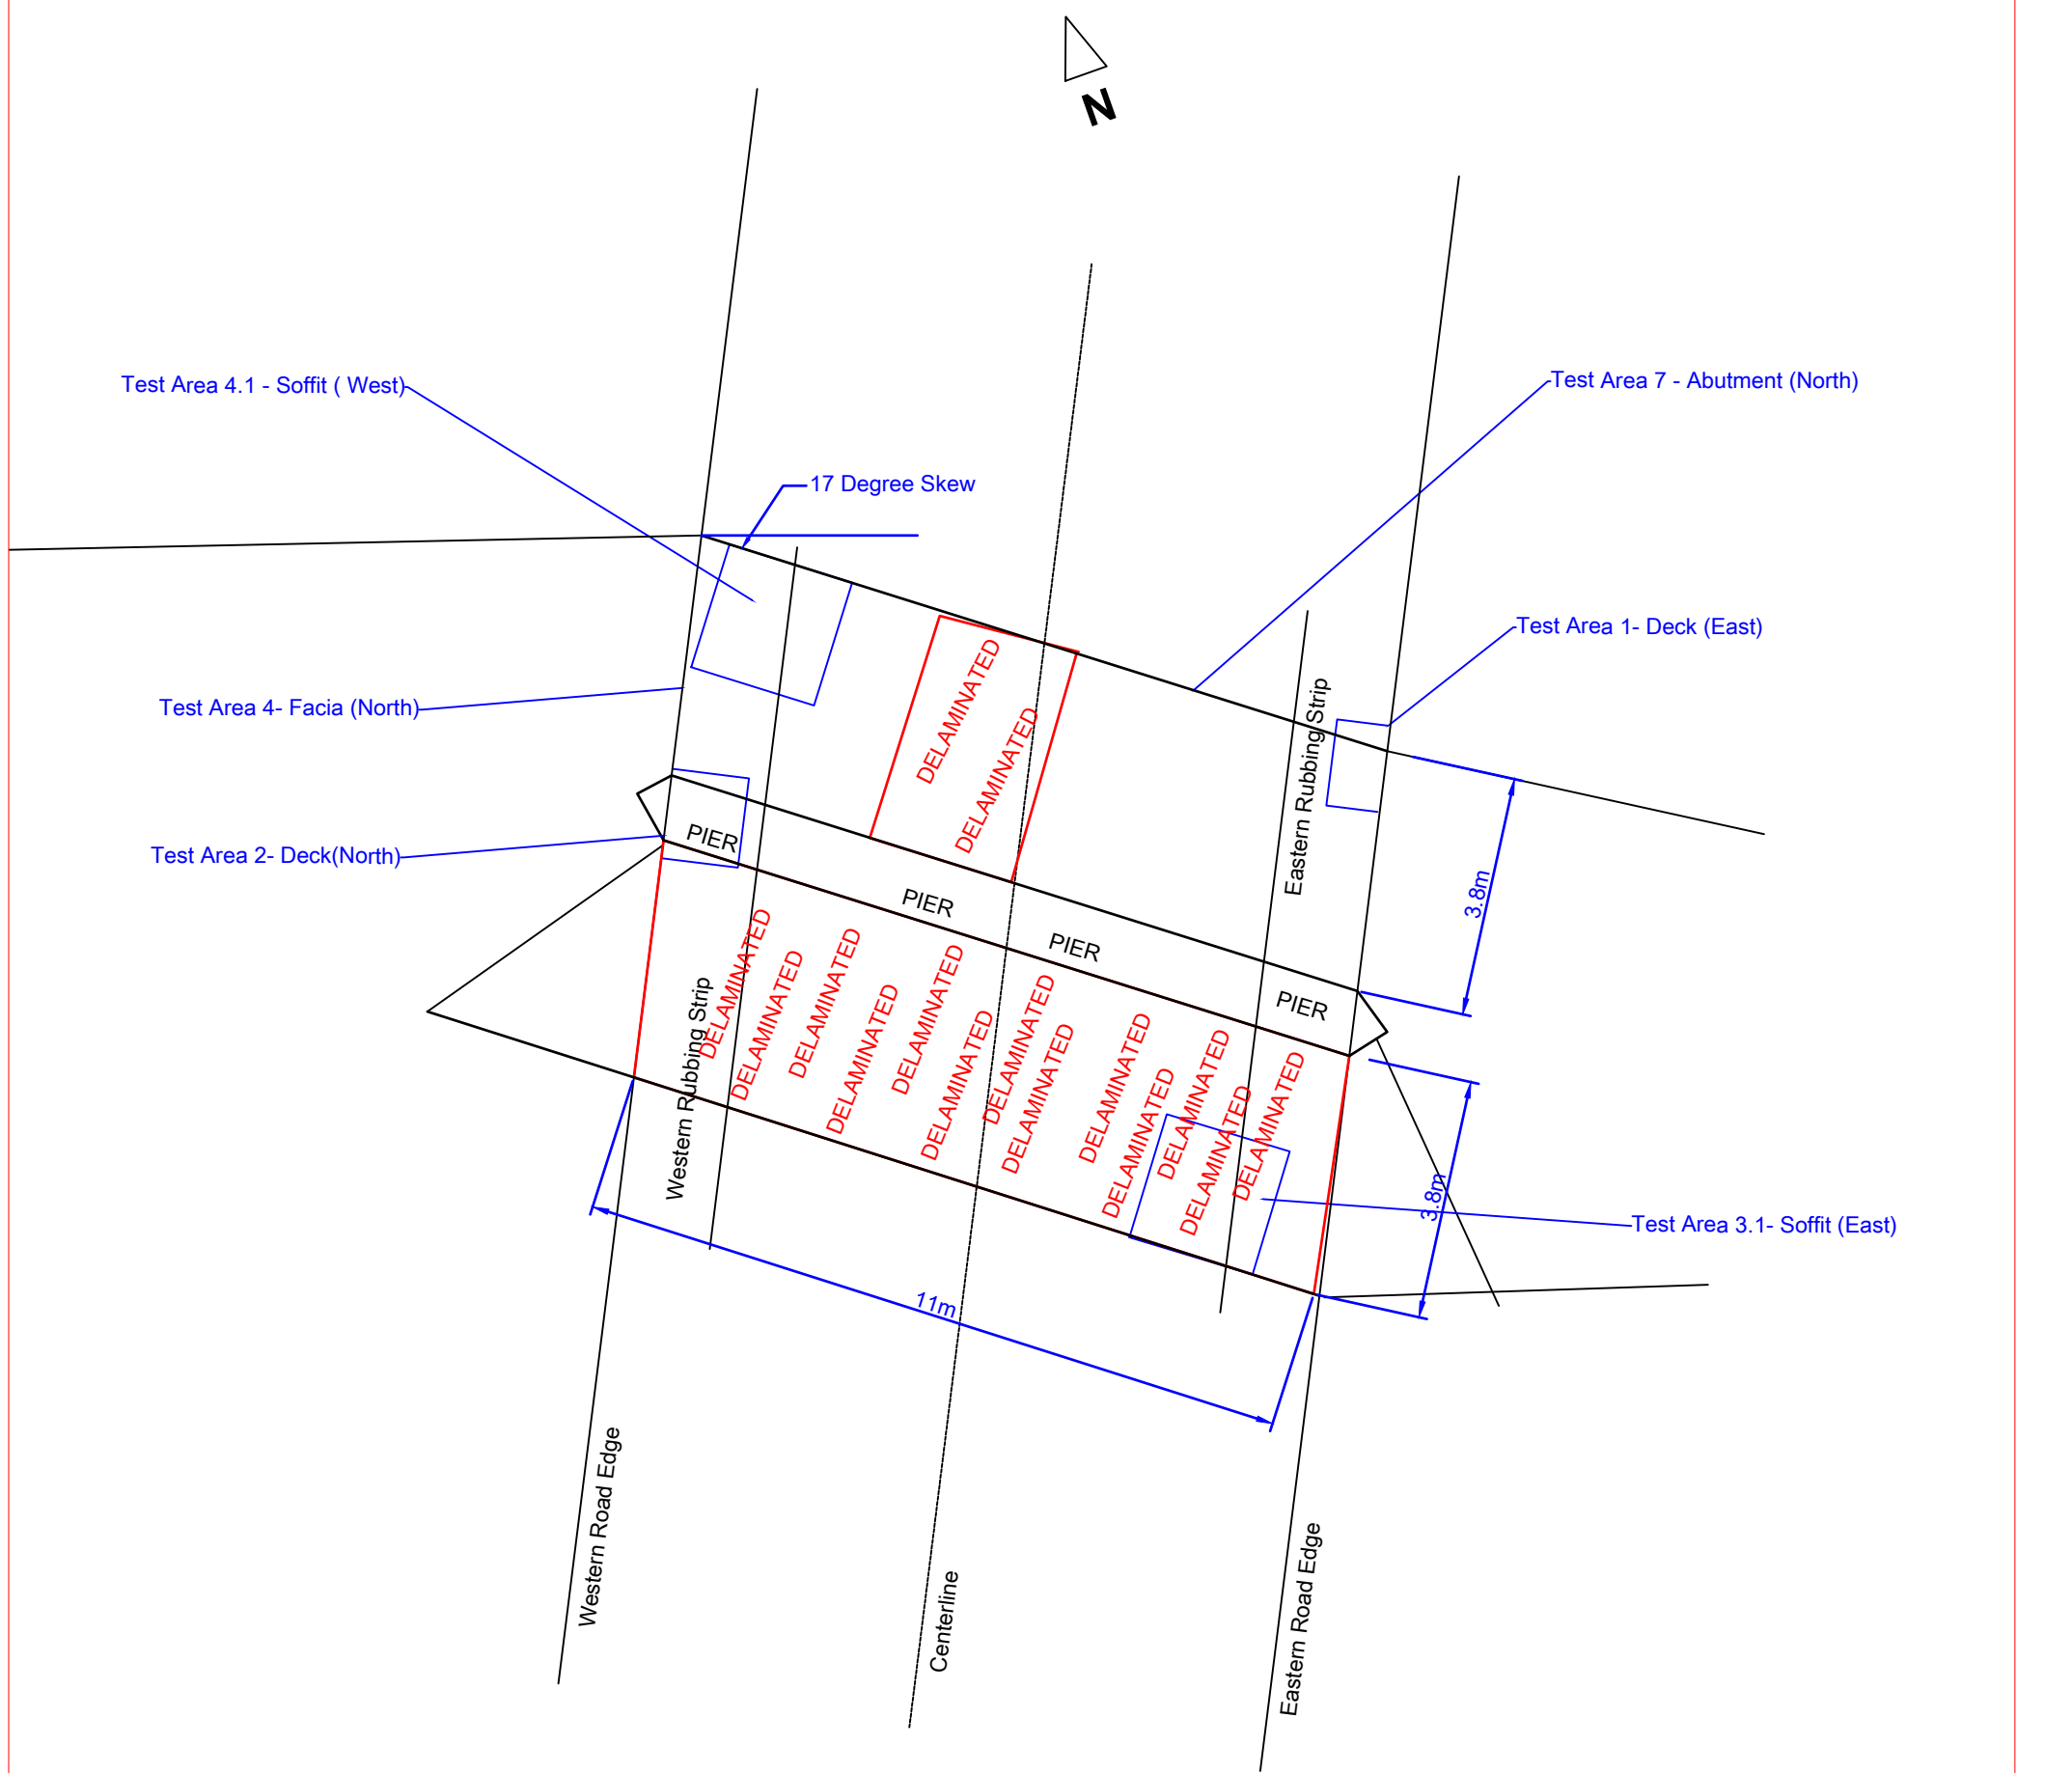 N
Test Area 4.1 - Soffit ( West)
Test Area 7 - Abutment (North)
17 Degree Skew
Test Area 1- Deck (East)
Test Area 4- Facia (North)
DELAMINATED
DELAMINATED
Eastern Rubbing Strip
Test Area 2- Deck(North)
PIER
PIER
PIER
PIER
3.8m
DELAMINATED
DELAMINATED
DELAMINATED
DELAMINATED
DELAMINATED
DELAMINATED
DELAMINATED
DELAMINATED
DELAMINATED
DELAMINATED
DELAMINATED
DELAMINATED
DELAMINATED
Western Rubbing Strip
3.8m
Test Area 3.1- Soffit (East)
11m
Western Road Edge
Centerline
Eastern Road Edge